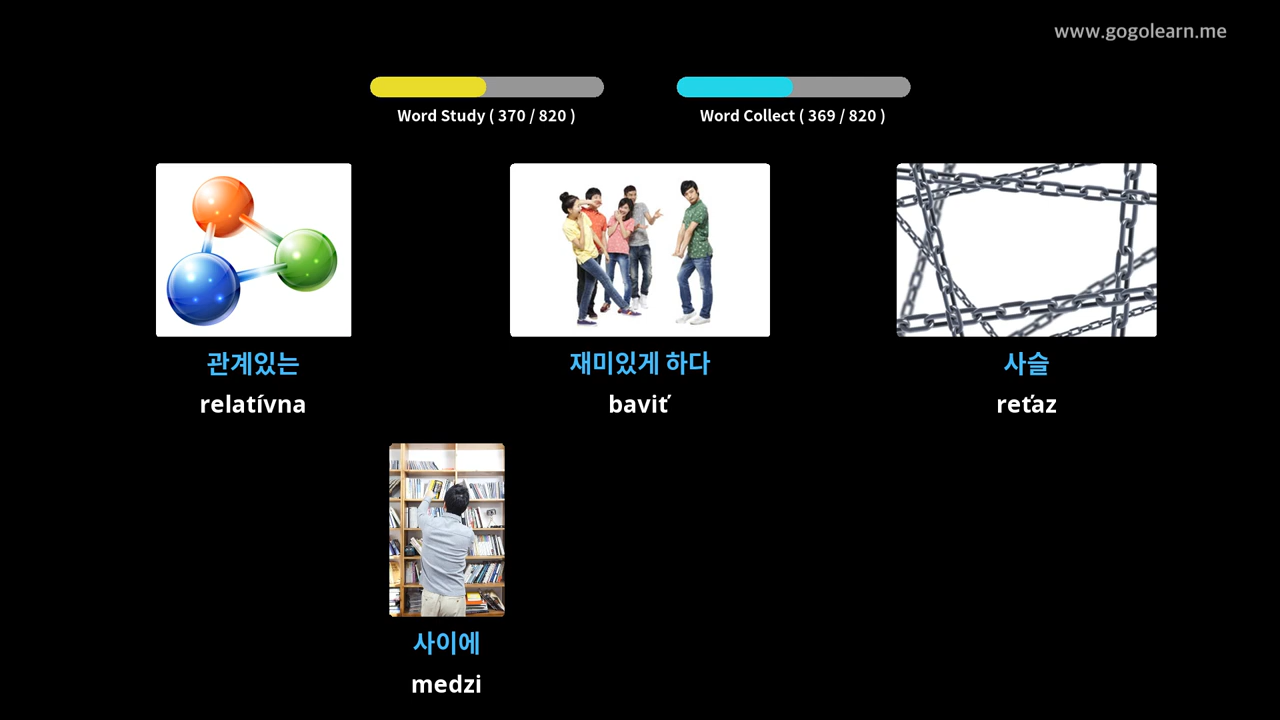 www.gogolearn.me
Word Study ( 370 / 820 )
Word Collect ( 369 / 820 )
관계있는
relatívna
재미있게 하다
baviť
사슬
reťaz
사이에
medzi